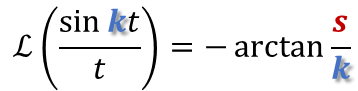 ℒ(sin kt / t) = − arctan s/k